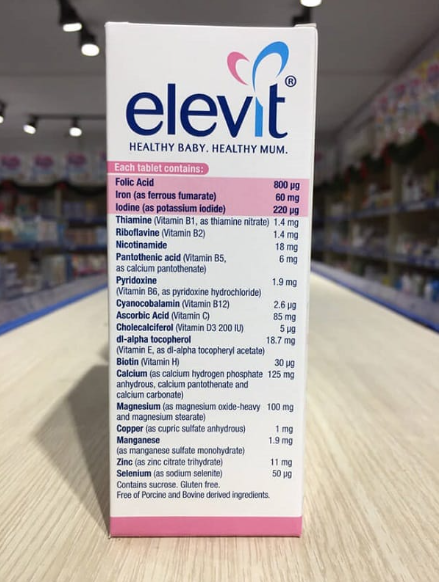 elevit®
HEALTHY BABY. HEALTHY MUM.
Each tablet contains:
Folic Acid 800 µg
Iron (as ferrous fumarate) 60 mg
Iodine (as potassium iodide) 220 µg
Thiamine (Vitamin B1, as thiamine nitrate) 1.4 mg
Riboflavine (Vitamin B2) 1.4 mg
Nicotinamide 18 mg
Pantothenic acid (Vitamin B5, 6 mg
as calcium pantothenate)
Pyridoxine 1.9 mg
(Vitamin B6, as pyridoxine hydrochloride)
Cyanocobalamin (Vitamin B12) 2.6 µg
Ascorbic Acid (Vitamin C) 85 mg
Cholecalciferol (Vitamin D3 200 IU) 5 µg
dl-alpha tocopherol 18.7 mg
(Vitamin E, as dl-alpha tocopheryl acetate)
Biotin (Vitamin H) 30 µg
Calcium (as calcium hydrogen phosphate 125 mg
anhydrous, calcium pantothenate and
calcium carbonate)
Magnesium (as magnesium oxide-heavy 100 mg
and magnesium stearate)
Copper (as cupric sulfate anhydrous) 1 mg
Manganese 1.9 mg
(as manganese sulfate monohydrate)
Zinc (as zinc citrate trihydrate) 11 mg
Selenium (as sodium selenite) 50 µg
Contains sucrose. Gluten free.
Free of Porcine and Bovine derived ingredients.